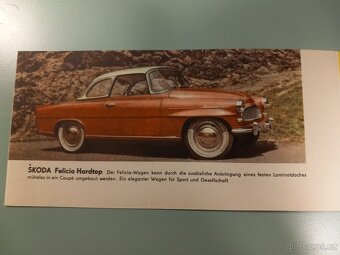 ŠKODA Felicia Hardtop Der Felicia-Wagen kann durch die zusätzliche Anbringung eines festen Laminatdaches
mühelos in ein Coupé umgebaut werden. Ein eleganter Wagen für Sport und Gesellschaft